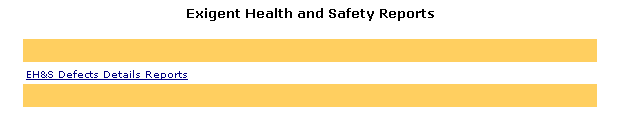 Exigent Health and Safety Reports
EH&S Defects Details Reports